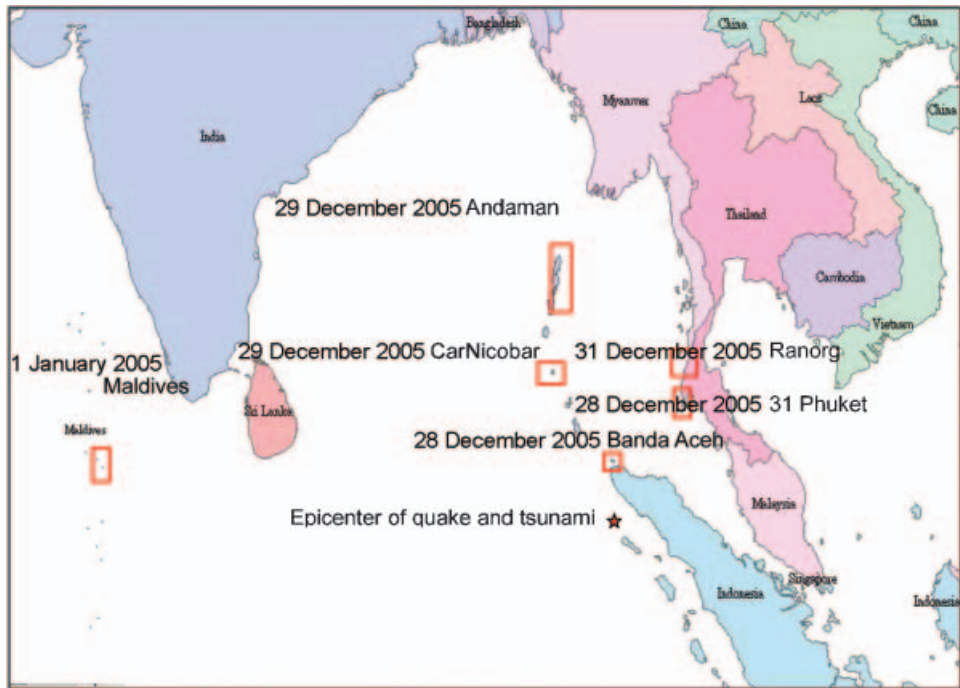 China
China
Bangladesh
Myanmar
Laos
China
India
29 December 2005 Andaman
Thailand
Cambodia
Vietnam
1 January 2005
Maldives
29 December 2005 CarNicobar
31 December 2005 Ranorg
Sri Lanka
28 December 2005 31 Phuket
Maldives
28 December 2005 Banda Aceh
Malaysia
Epicenter of quake and tsunami
Singapore
Indonesia
Indonesia